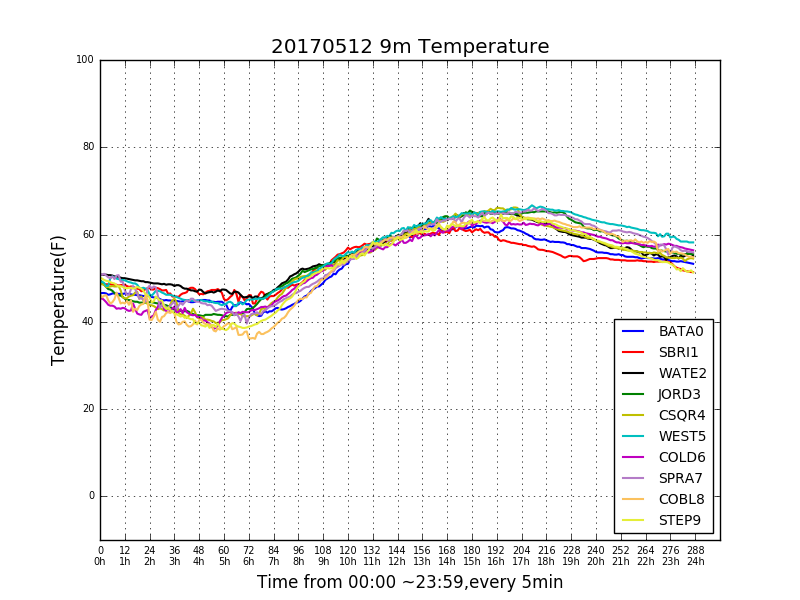 20170512 9m Temperature
Temperature(F)
100
80
60
40
20
0
BATA0
SBRI1
WATE2
JORD3
CSQR4
WEST5
COLD6
SPRA7
COBL8
STEP9
0 12 24 36 48 60 72 84 96 108 120 132 144 156 168 180 192 204 216 228 240 252 264 276 288
0h 1h 2h 3h 4h 5h 6h 7h 8h 9h 10h 11h 12h 13h 14h 15h 16h 17h 18h 19h 20h 21h 22h 23h 24h
Time from 00:00 ~23:59,every 5min